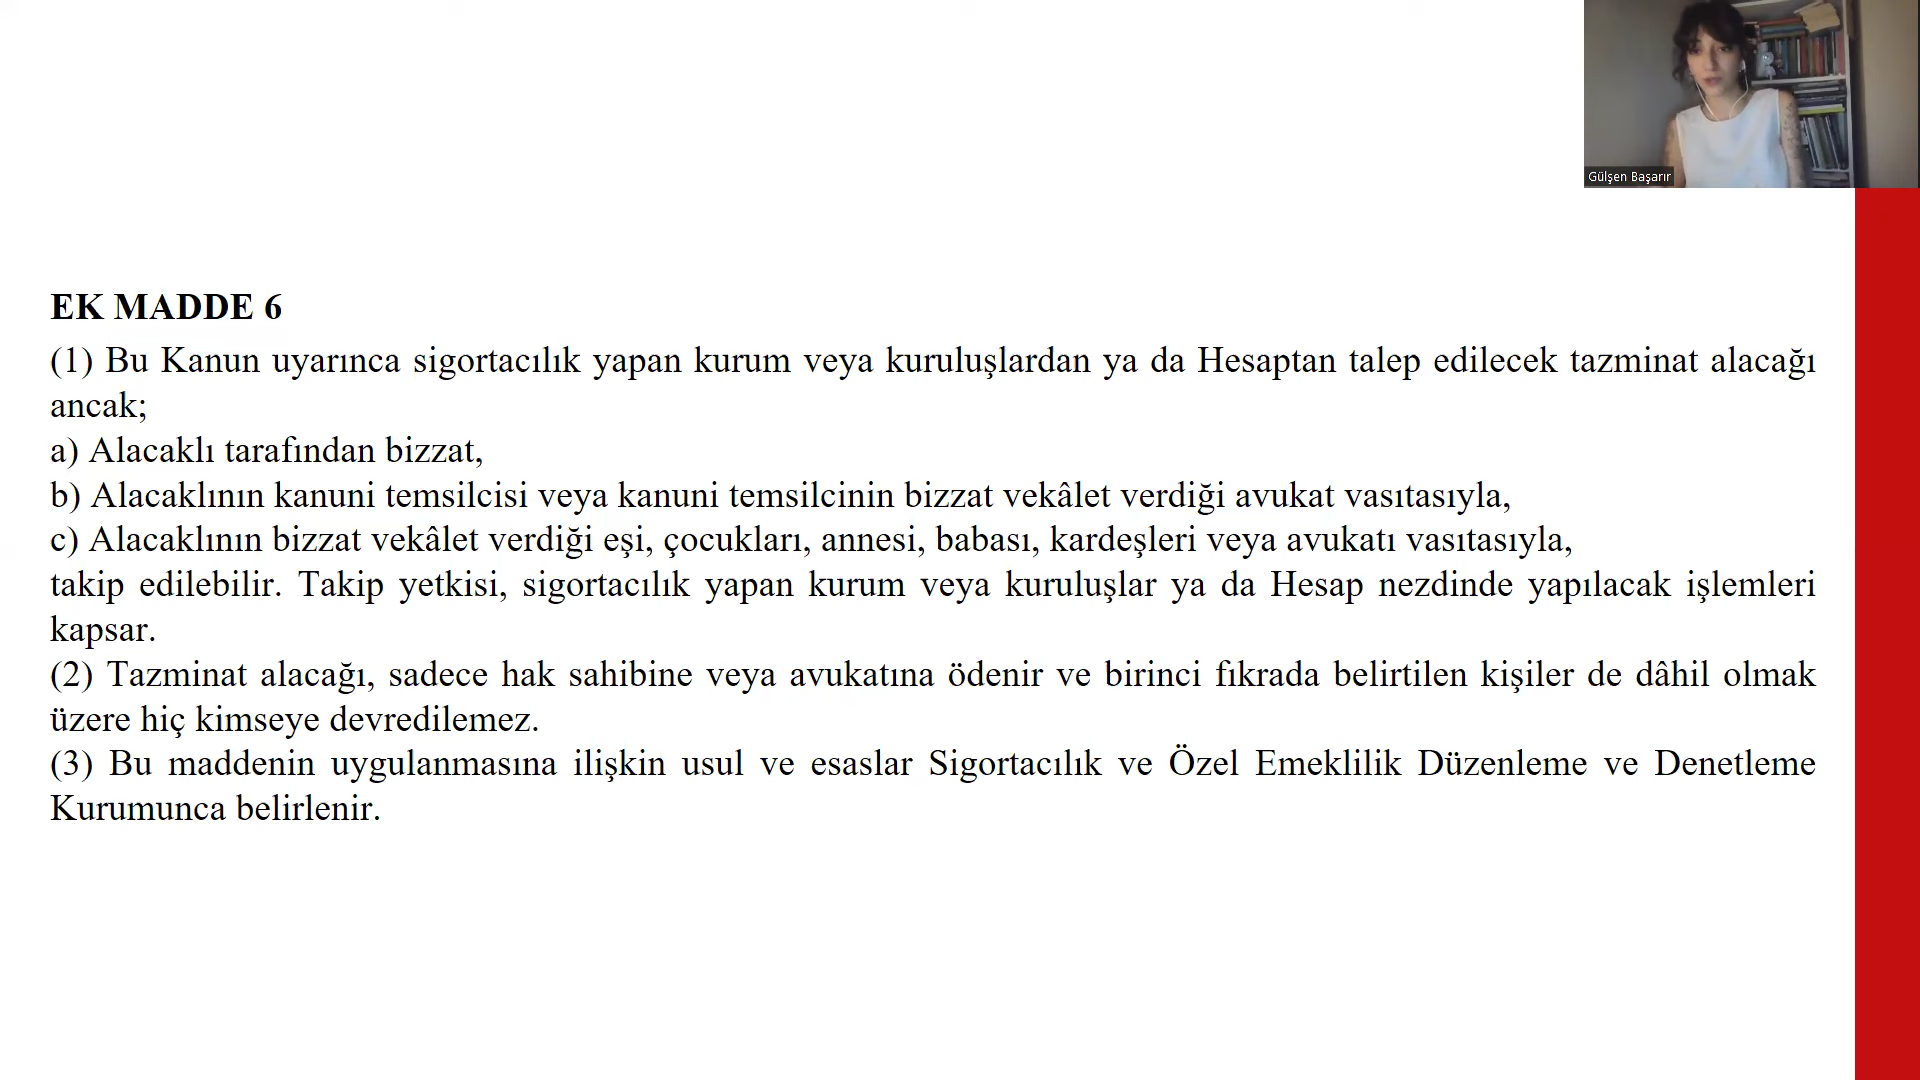 Gülşen Başarır
EK MADDE 6
(1) Bu Kanun uyarınca sigortacılık yapan kurum veya kuruluşlardan ya da Hesaptan talep edilecek tazminat alacağı
ancak;
a) Alacaklı tarafından bizzat,
b) Alacaklının kanuni temsilcisi veya kanuni temsilcinin bizzat vekâlet verdiği avukat vasıtasıyla,
c) Alacaklının bizzat vekâlet verdiği eşi, çocukları, annesi, babası, kardeşleri veya avukatı vasıtasıyla,
takip edilebilir. Takip yetkisi, sigortacılık yapan kurum veya kuruluşlar ya da Hesap nezdinde yapılacak işlemleri
kapsar.
(2) Tazminat alacağı, sadece hak sahibine veya avukatına ödenir ve birinci fıkrada belirtilen kişiler de dâhil olmak
üzere hiç kimseye devredilemez.
(3) Bu maddenin uygulanmasına ilişkin usul ve esaslar Sigortacılık ve Özel Emeklilik Düzenleme ve Denetleme
Kurumunca belirlenir.